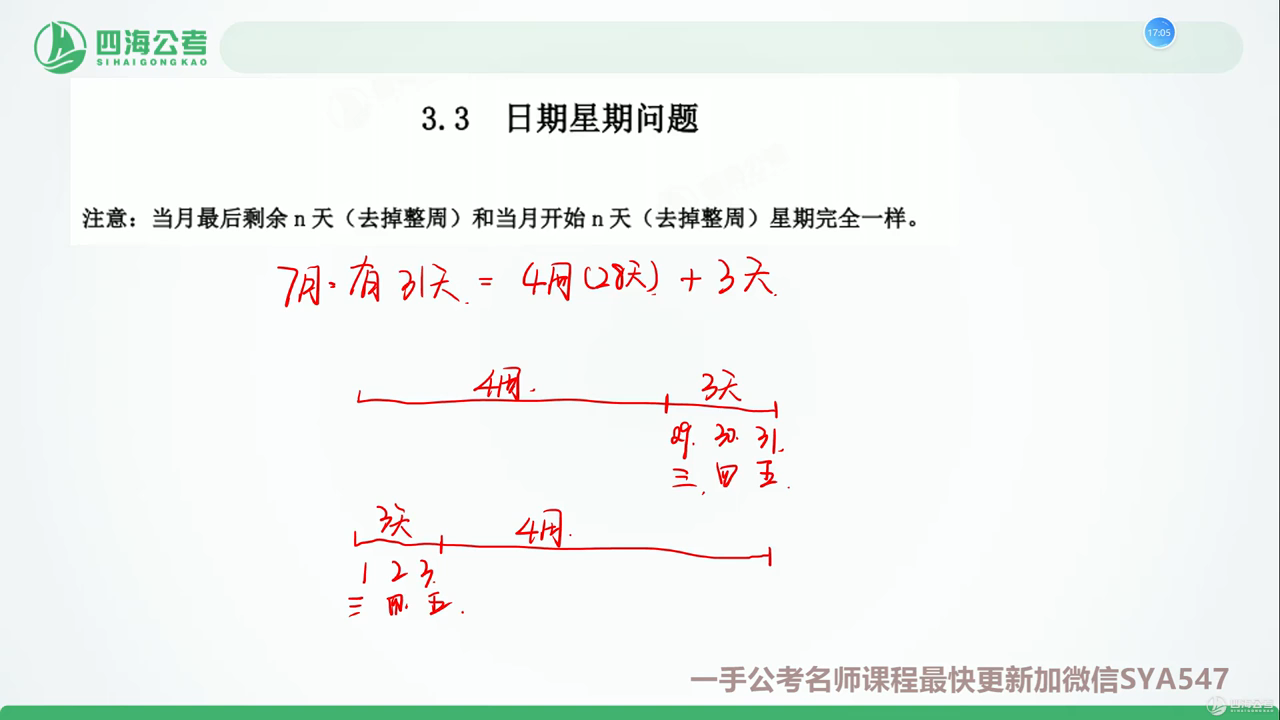 四海公考
SIHAIGONGKAO
17:05
3.3 日期星期问题
注意：当月最后剩余 n 天（去掉整周）和当月开始 n 天（去掉整周）星期完全一样。
7月.有31天 = 4周(28天) + 3天
4周. 3天
29. 30. 31.
三. 四 五.
3天 4周.
1 2 3.
三 四. 五.
一手公考名师课程最快更新加微信SYA547
四海公考